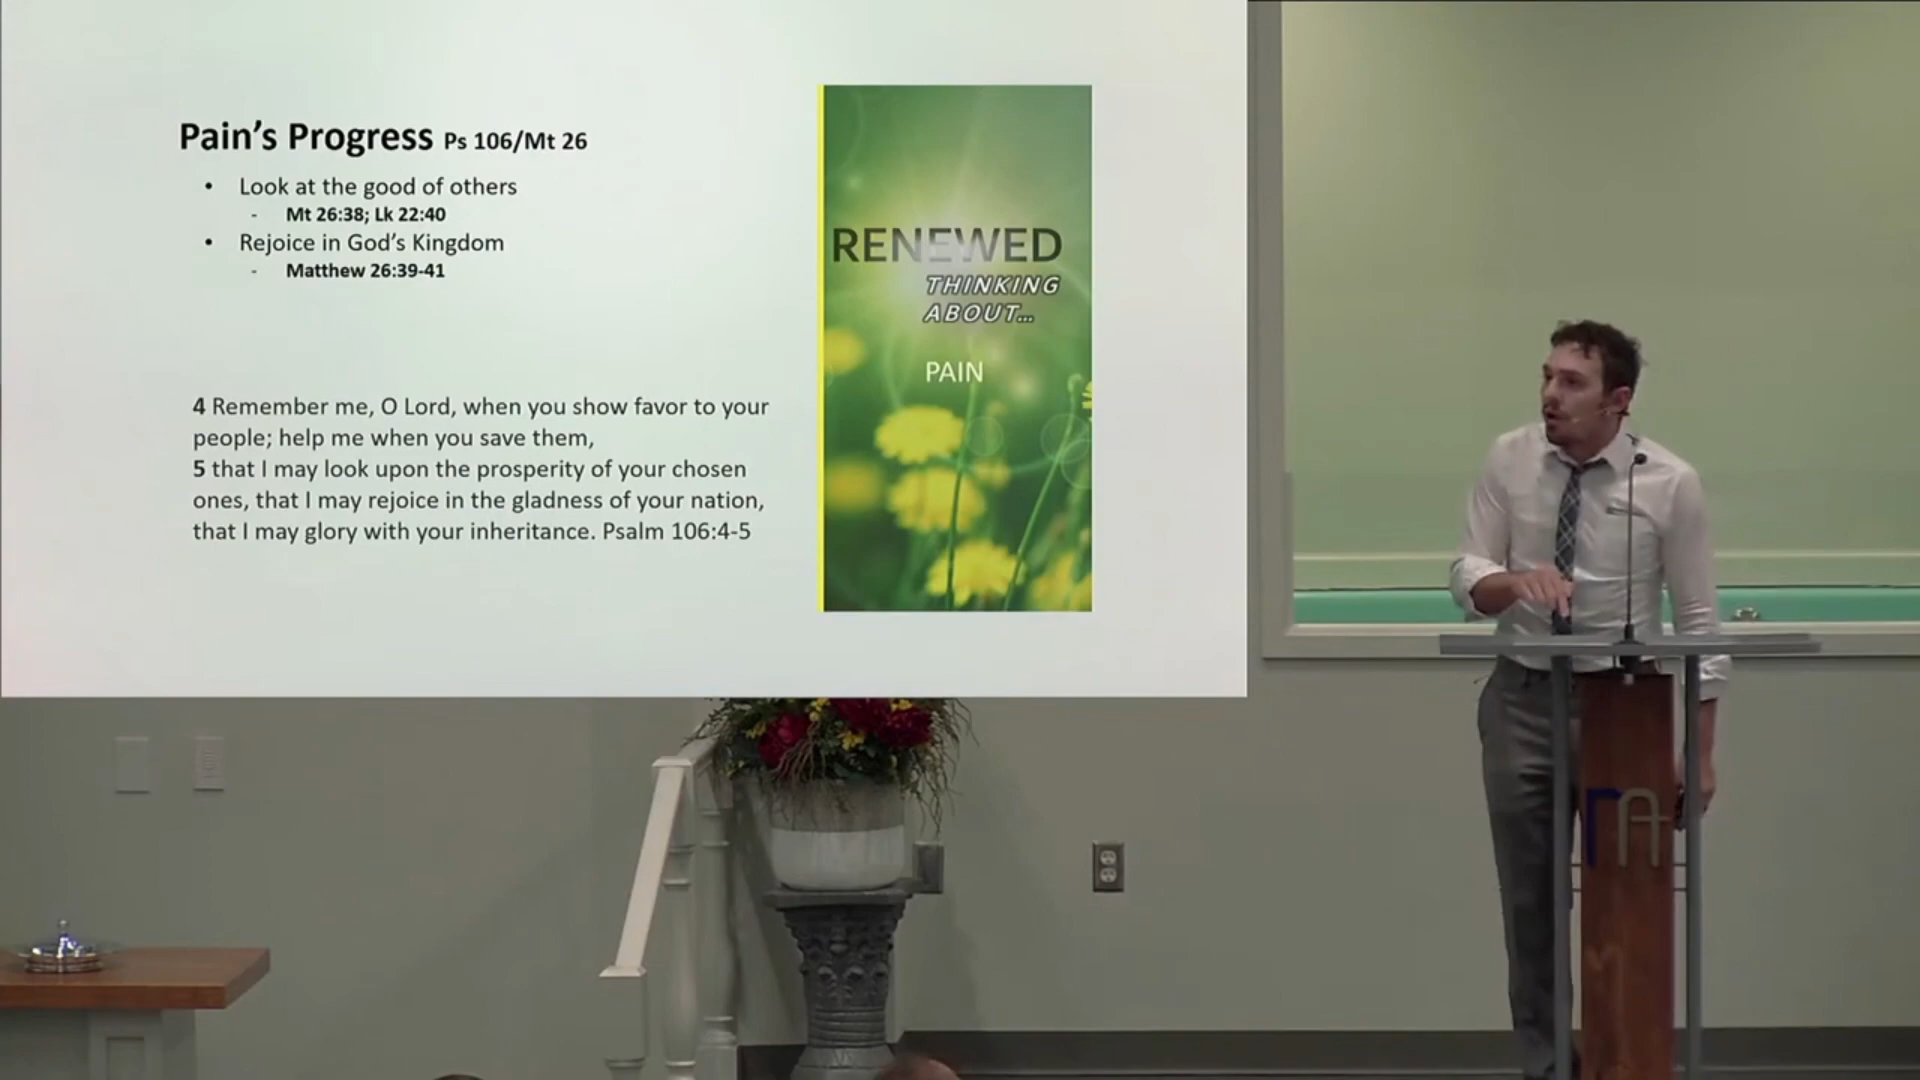 Pain's Progress Ps 106/Mt 26
• Look at the good of others
- Mt 26:38; Lk 22:40
• Rejoice in God's Kingdom
- Matthew 26:39-41
4 Remember me, O Lord, when you show favor to your
people; help me when you save them,
5 that I may look upon the prosperity of your chosen
ones, that I may rejoice in the gladness of your nation,
that I may glory with your inheritance. Psalm 106:4-5
RENEWED
THINKING
ABOUT...
PAIN